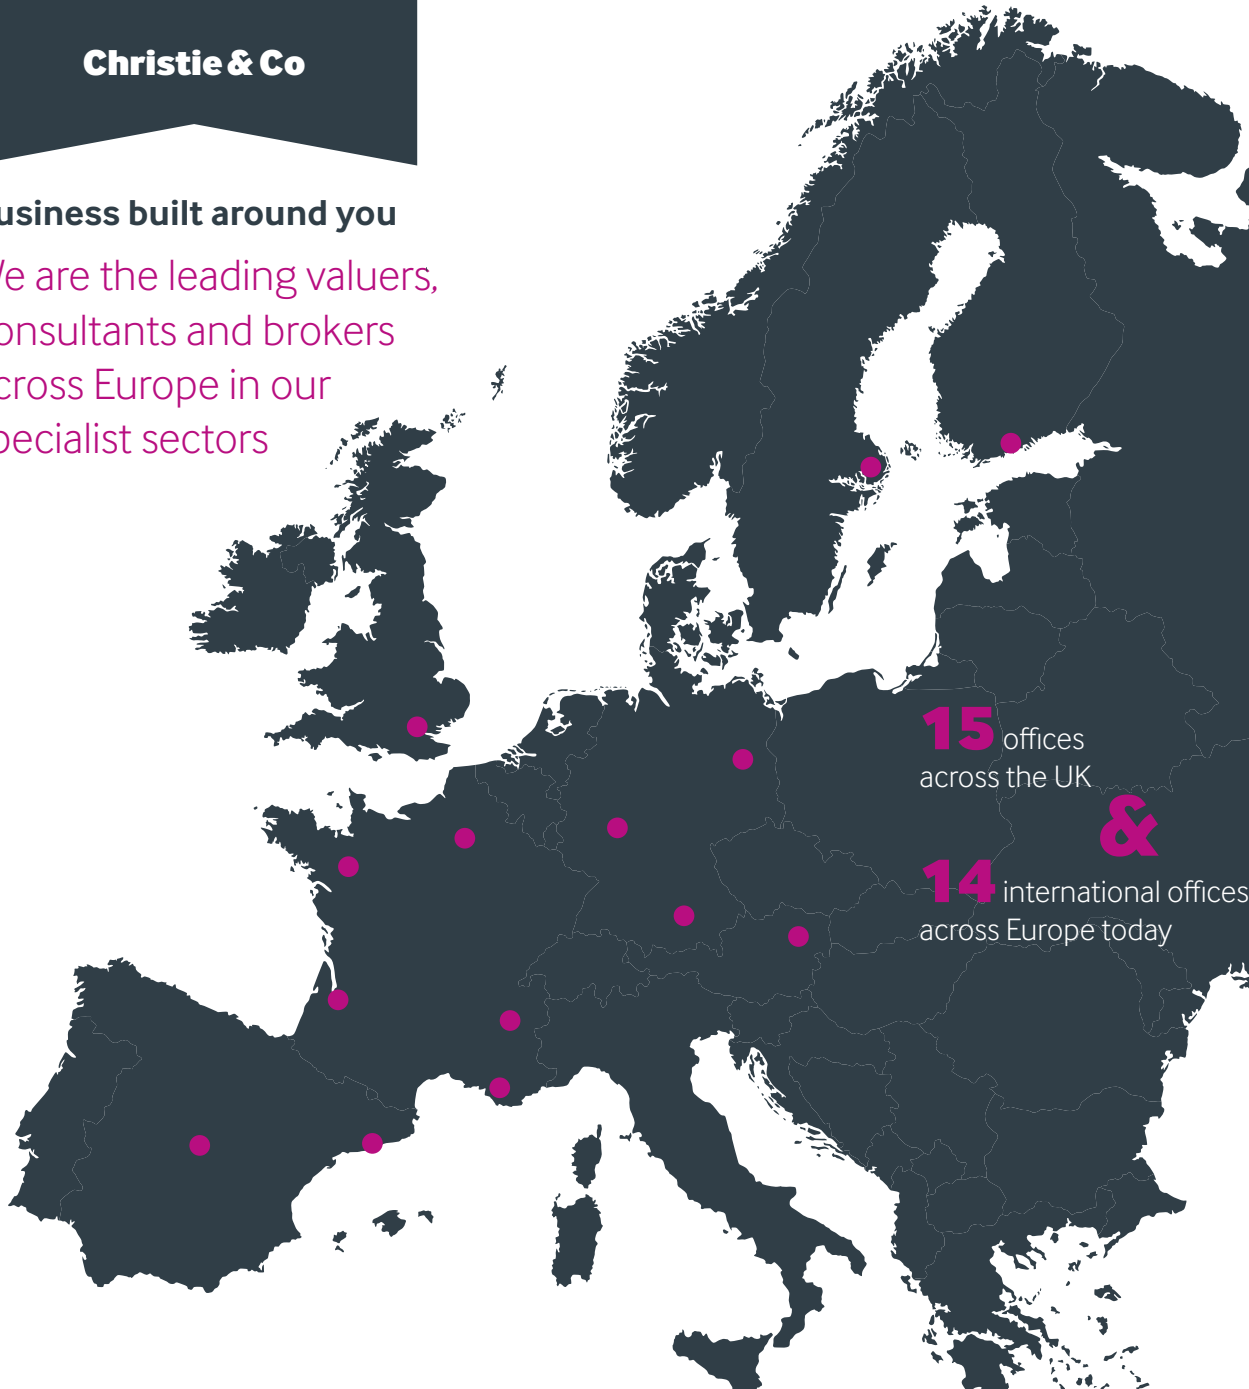 Christie & Co
usiness built around you
e are the leading valuers,
onsultants and brokers
cross Europe in our
pecialist sectors
15 offices
across the UK
&
14 international offices
across Europe today